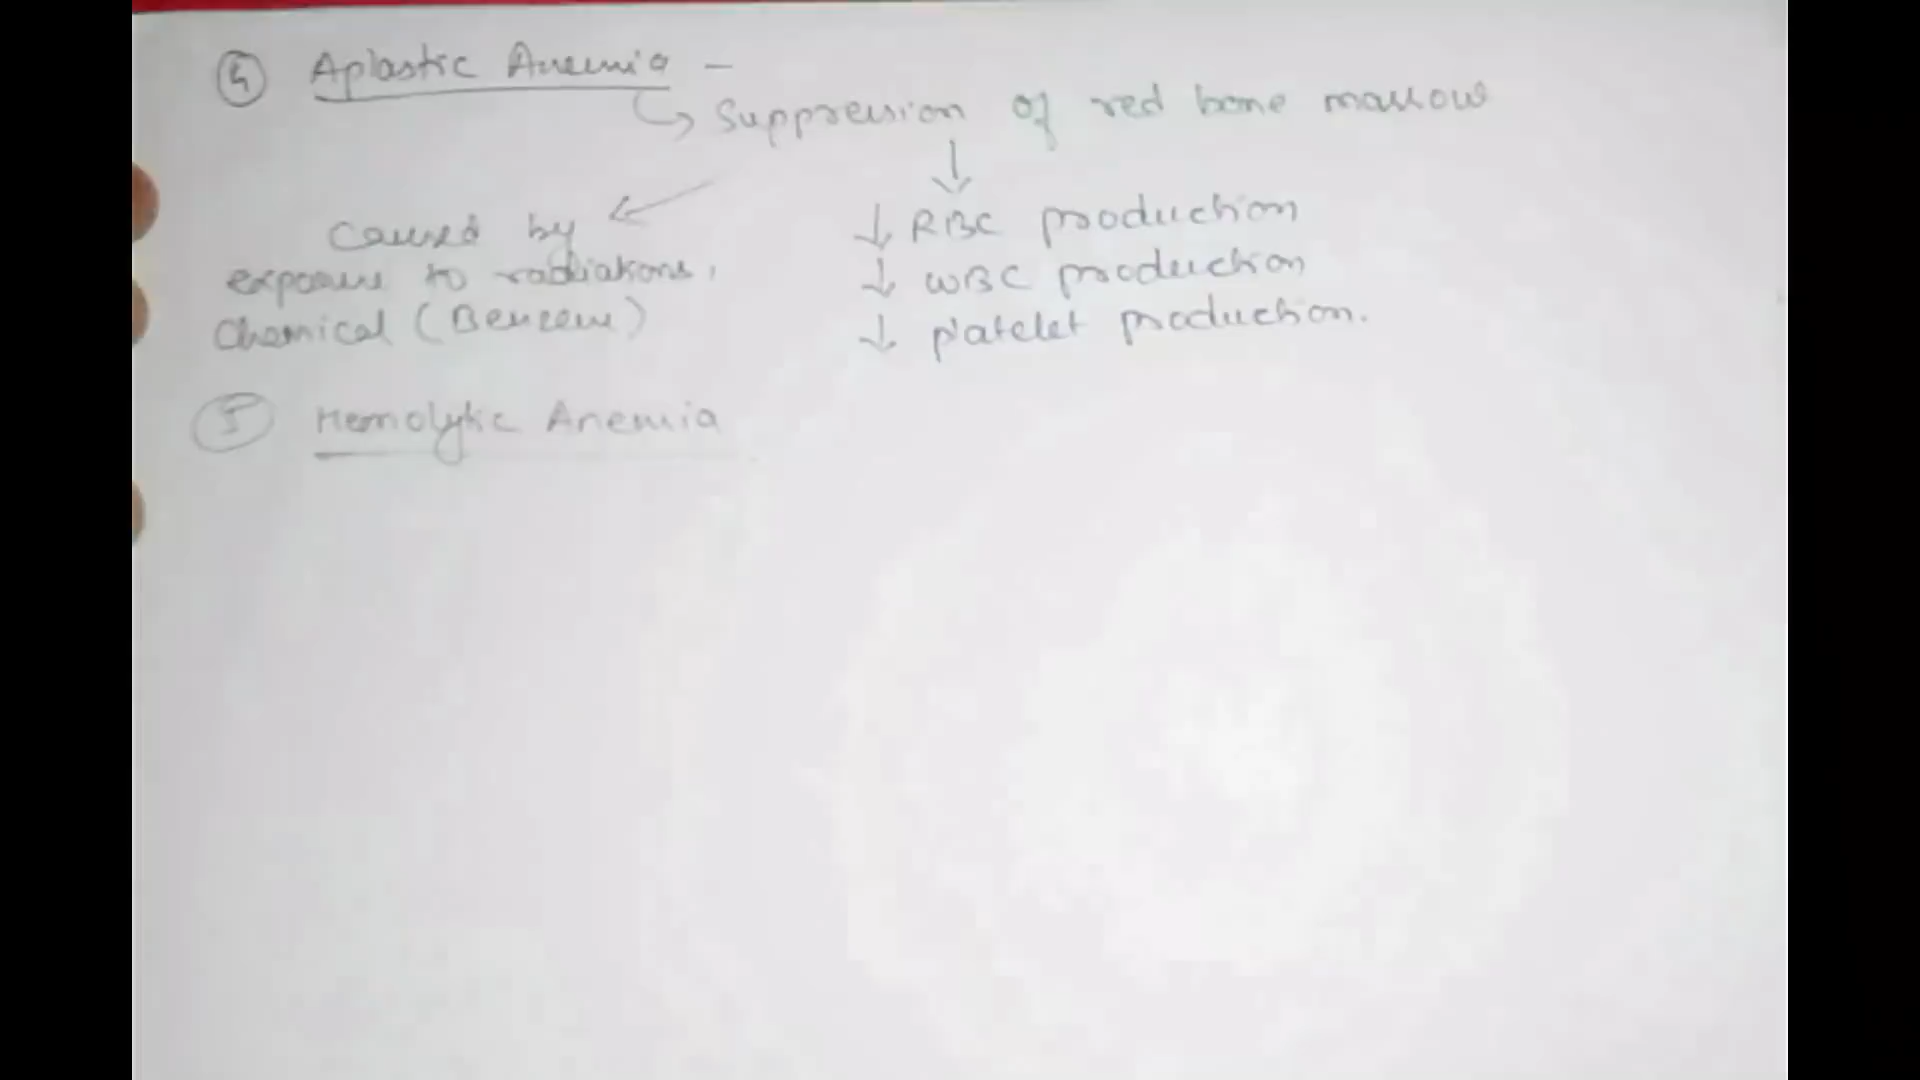 ④ Aplastic Anemia -
↳ Suppression of red bone marrow
↓
Caused by ↙
exposure to radiations,
Chemical (Benzene)
↓ RBC production
↓ WBC production
↓ platelet production.
⑤ Hemolytic Anemia